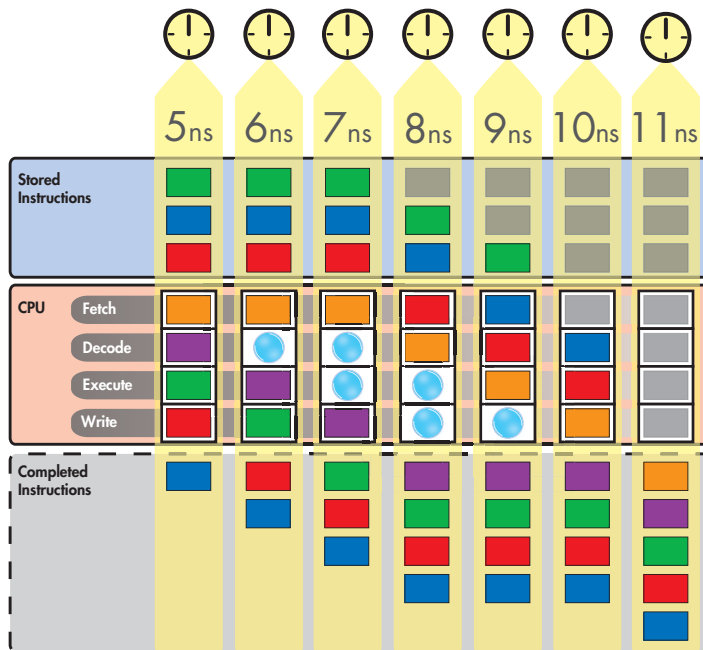 5ns 6ns 7ns 8ns 9ns 10ns 11ns
Stored
Instructions
CPU
Fetch
Decode
Execute
Write
Completed
Instructions